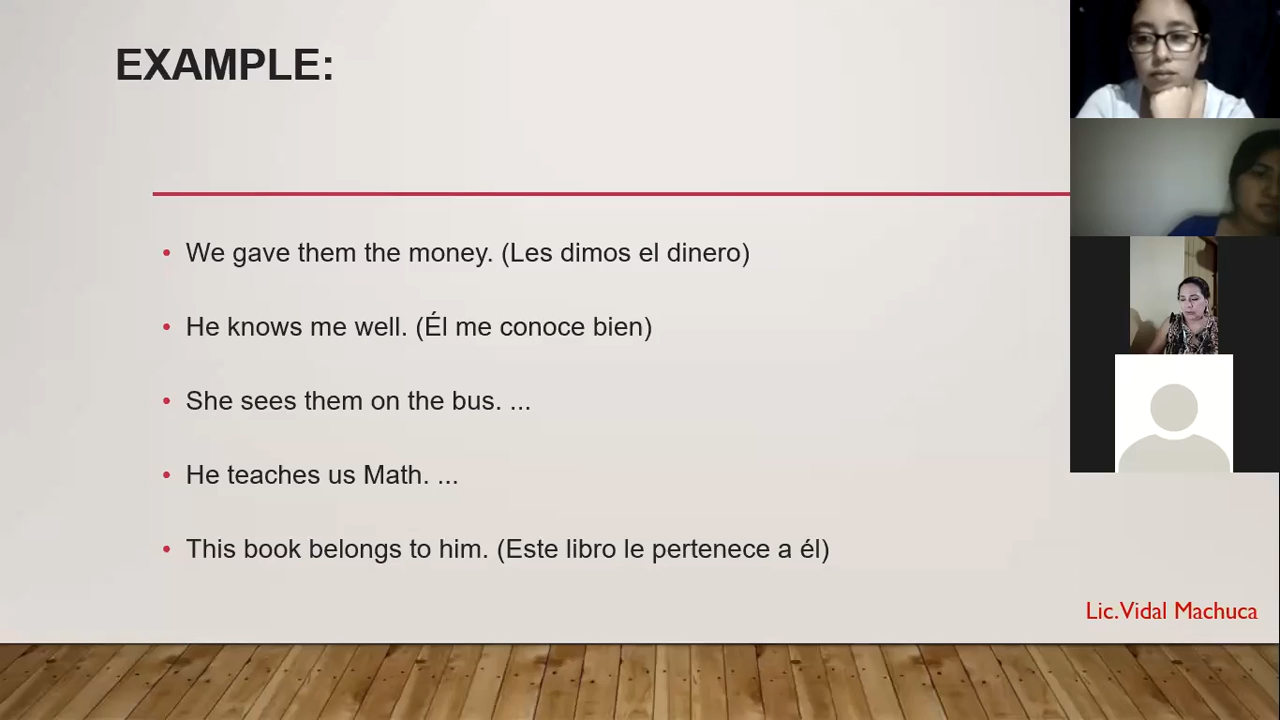 EXAMPLE:
• We gave them the money. (Les dimos el dinero)
• He knows me well. (Él me conoce bien)
• She sees them on the bus. ...
• He teaches us Math. ...
• This book belongs to him. (Este libro le pertenece a él)
Lic.Vidal Machuca